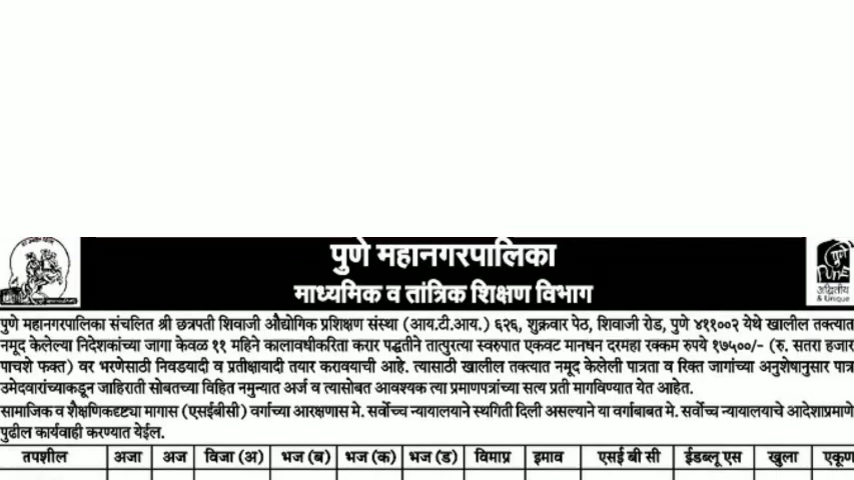 पुणे महानगरपालिका
माध्यमिक व तांत्रिक शिक्षण विभाग
पुणे
अद्वितीय
& Unique
पुणे महानगरपालिका संचलित श्री छत्रपती शिवाजी औद्योगिक प्रशिक्षण संस्था (आय.टी.आय.) ६२६, शुक्रवार पेठ, शिवाजी रोड, पुणे ४११००२ येथे खालील तक्त्यात
नमूद केलेल्या निदेशकांच्या जागा केवळ ११ महिने कालावधीकरिता करार पद्धतीने तात्पुरत्या स्वरुपात एकवट मानधन दरमहा रक्कम रुपये १७५००/- (रु. सतरा हजार
पाचशे फक्त) वर भरणेसाठी निवडयादी व प्रतीक्षायादी तयार करावयाची आहे. त्यासाठी खालील तक्त्यात नमूद केलेली पात्रता व रिक्त जागांच्या अनुशेषानुसार पात्र
उमेदवारांच्याकडून जाहिराती सोबतच्या विहित नमुन्यात अर्ज व त्यासोबत आवश्यक त्या प्रमाणपत्रांच्या सत्य प्रती मागविण्यात येत आहेत.
सामाजिक व शैक्षणिकदृष्ट्या मागास (एसईबीसी) वर्गाच्या आरक्षणास मे. सर्वोच्च न्यायालयाने स्थगिती दिली असल्याने या वर्गाबाबत मे. सर्वोच्च न्यायालयाचे आदेशाप्रमाणे
पुढील कार्यवाही करण्यात येईल.
तपशील अजा अज विजा (अ) भज (ब) भज (क) भज (ड) विमाप्र इमाव एसई बी सी ईडब्लू एस खुला एकूण